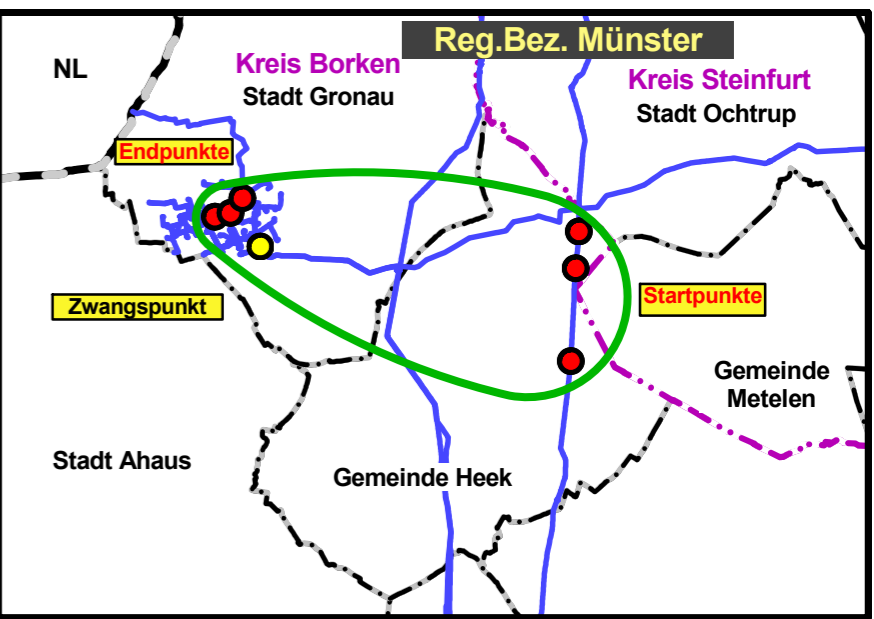 Reg.Bez. Münster
NL
Kreis Borken
Stadt Gronau
Kreis Steinfurt
Stadt Ochtrup
Endpunkte
Zwangspunkt
Startpunkte
Gemeinde
Metelen
Stadt Ahaus
Gemeinde Heek